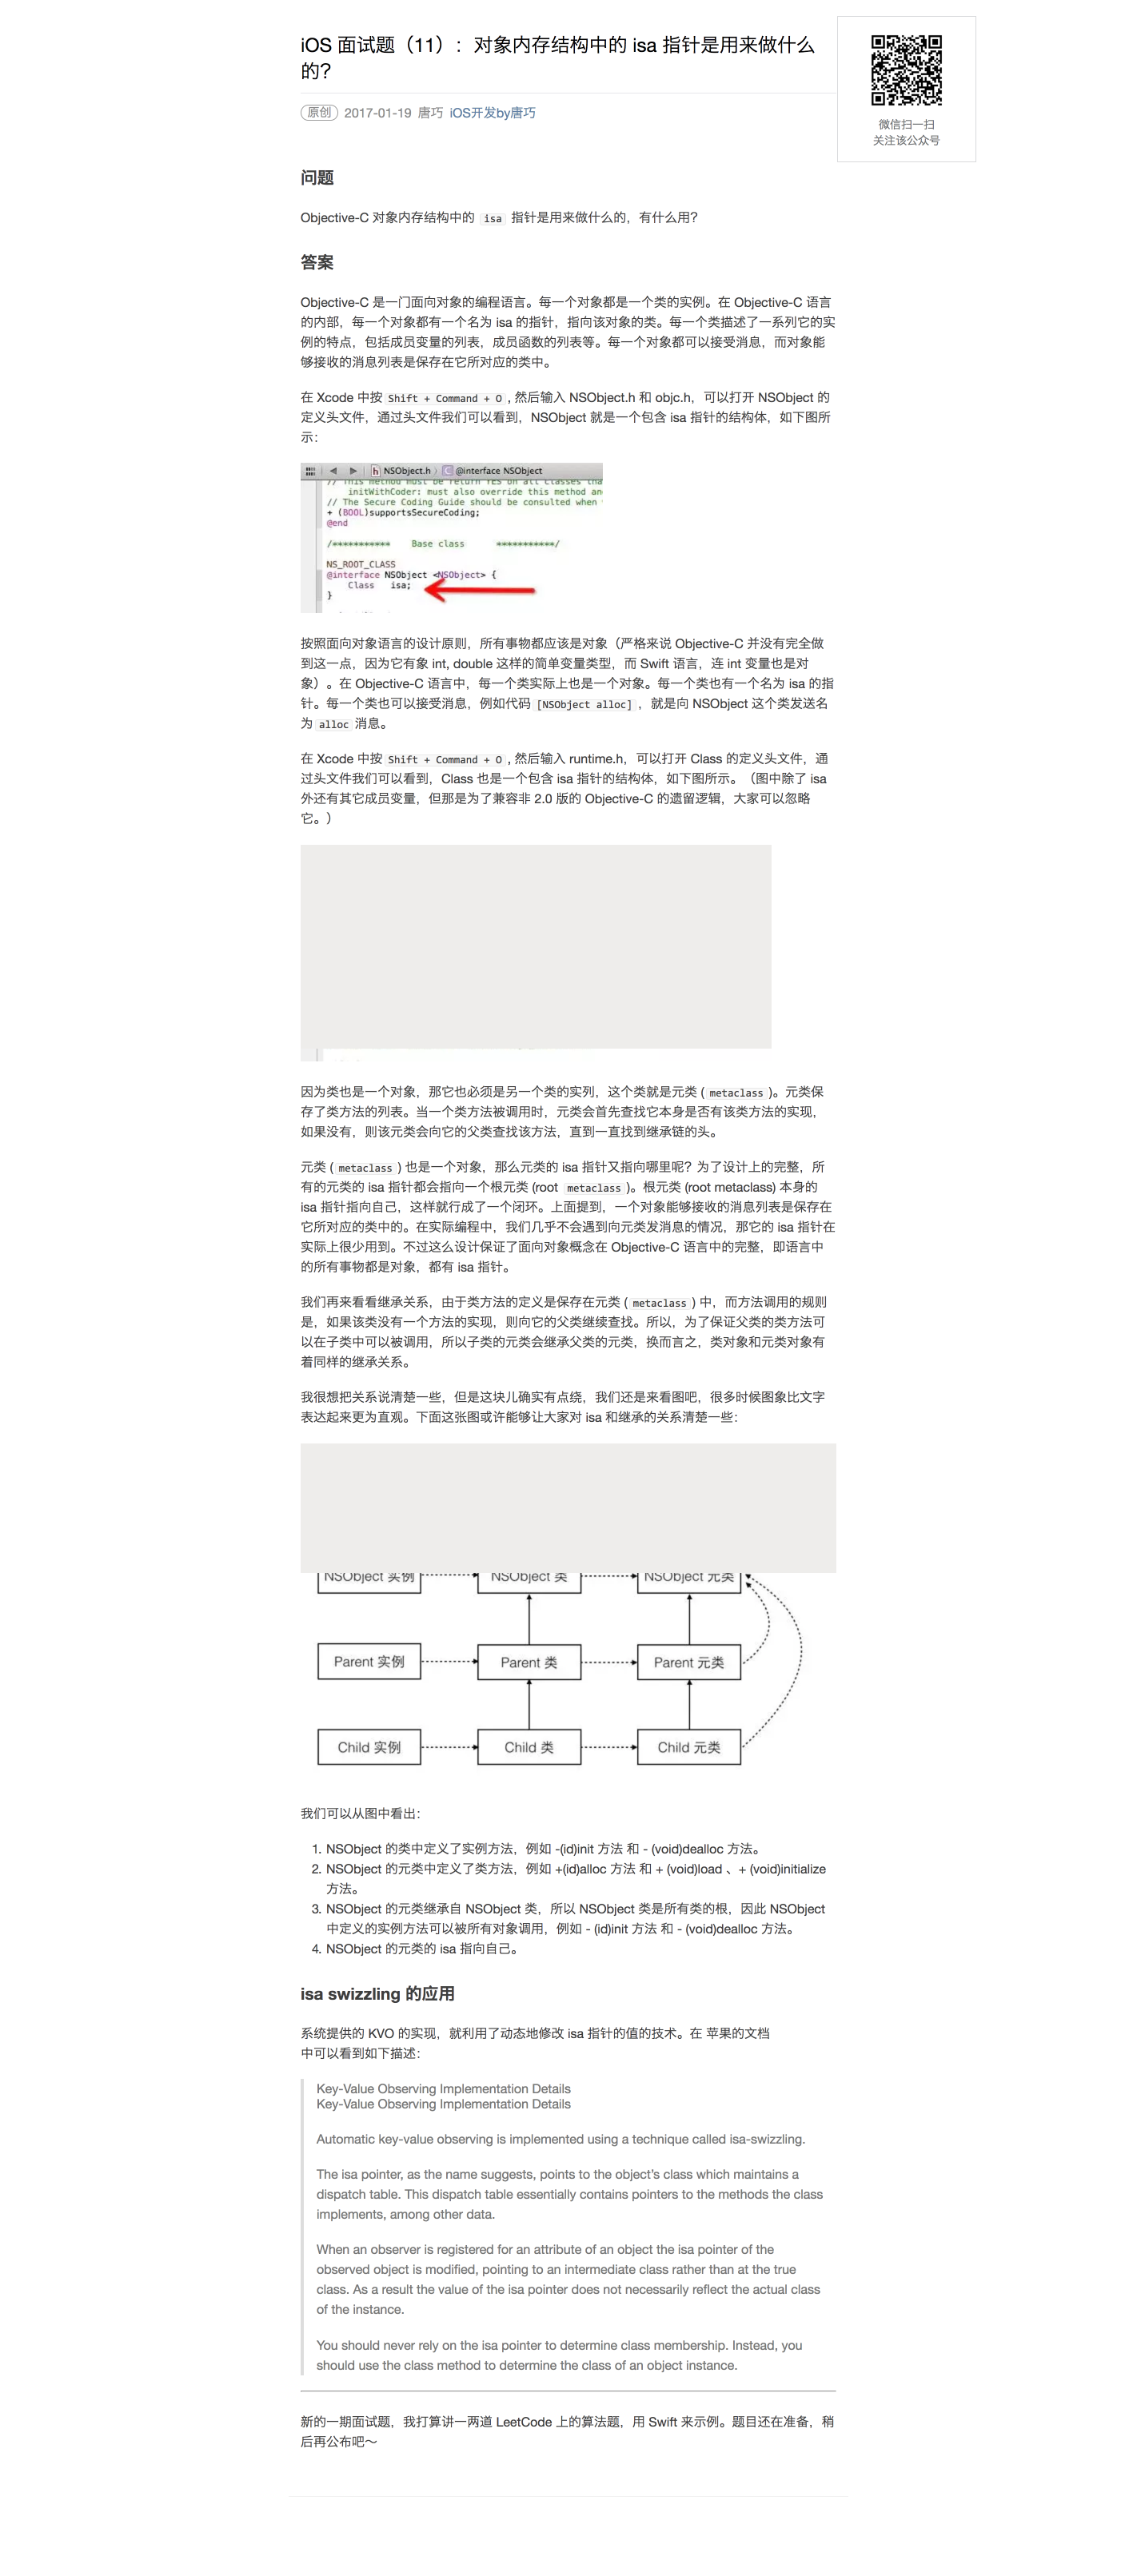 iOS 面试题（11）：对象内存结构中的 isa 指针是用来做什么
的？
微信扫一扫
关注该公众号
原创 2017-01-19 唐巧 iOS开发by唐巧
问题
Objective-C 对象内存结构中的 isa 指针是用来做什么的，有什么用？
答案
Objective-C 是一门面向对象的编程语言。每一个对象都是一个类的实例。在 Objective-C 语言
的内部，每一个对象都有一个名为 isa 的指针，指向该对象的类。每一个类描述了一系列它的实
例的特点，包括成员变量的列表，成员函数的列表等。每一个对象都可以接受消息，而对象能
够接收的消息列表是保存在它所对应的类中。
在 Xcode 中按 Shift + Command + O , 然后输入 NSObject.h 和 objc.h，可以打开 NSObject 的
定义头文件，通过头文件我们可以看到，NSObject 就是一个包含 isa 指针的结构体，如下图所
示：
h NSObject.h C @interface NSObject
// This method must be return YES on all classes tha
initWithCoder: must also override this method an
// The Secure Coding Guide should be consulted when
+ (BOOL)supportsSecureCoding;
@end
/*********** Base class ***********/
NS_ROOT_CLASS
@interface NSObject <NSObject> {
Class isa;
}
按照面向对象语言的设计原则，所有事物都应该是对象（严格来说 Objective-C 并没有完全做
到这一点，因为它有象 int, double 这样的简单变量类型，而 Swift 语言，连 int 变量也是对
象）。在 Objective-C 语言中，每一个类实际上也是一个对象。每一个类也有一个名为 isa 的指
针。每一个类也可以接受消息，例如代码 [NSObject alloc] ，就是向 NSObject 这个类发送名
为 alloc 消息。
在 Xcode 中按 Shift + Command + O , 然后输入 runtime.h，可以打开 Class 的定义头文件，通
过头文件我们可以看到，Class 也是一个包含 isa 指针的结构体，如下图所示。（图中除了 isa
外还有其它成员变量，但那是为了兼容非 2.0 版的 Objective-C 的遗留逻辑，大家可以忽略
它。）
因为类也是一个对象，那它也必须是另一个类的实列，这个类就是元类 ( metaclass )。元类保
存了类方法的列表。当一个类方法被调用时，元类会首先查找它本身是否有该类方法的实现，
如果没有，则该元类会向它的父类查找该方法，直到一直找到继承链的头。
元类 ( metaclass ) 也是一个对象，那么元类的 isa 指针又指向哪里呢？为了设计上的完整，所
有的元类的 isa 指针都会指向一个根元类 (root metaclass )。根元类 (root metaclass) 本身的
isa 指针指向自己，这样就行成了一个闭环。上面提到，一个对象能够接收的消息列表是保存在
它所对应的类中的。在实际编程中，我们几乎不会遇到向元类发消息的情况，那它的 isa 指针在
实际上很少用到。不过这么设计保证了面向对象概念在 Objective-C 语言中的完整，即语言中
的所有事物都是对象，都有 isa 指针。
我们再来看看继承关系，由于类方法的定义是保存在元类 ( metaclass ) 中，而方法调用的规则
是，如果该类没有一个方法的实现，则向它的父类继续查找。所以，为了保证父类的类方法可
以在子类中可以被调用，所以子类的元类会继承父类的元类，换而言之，类对象和元类对象有
着同样的继承关系。
我很想把关系说清楚一些，但是这块儿确实有点绕，我们还是来看图吧，很多时候图象比文字
表达起来更为直观。下面这张图或许能够让大家对 isa 和继承的关系清楚一些：
NSObject 实例 NSObject 类 NSObject 元类
Parent 实例 Parent 类 Parent 元类
Child 实例 Child 类 Child 元类
我们可以从图中看出：
1. NSObject 的类中定义了实例方法，例如 -(id)init 方法 和 - (void)dealloc 方法。
2. NSObject 的元类中定义了类方法，例如 +(id)alloc 方法 和 + (void)load 、+ (void)initialize
方法。
3. NSObject 的元类继承自 NSObject 类，所以 NSObject 类是所有类的根，因此 NSObject
中定义的实例方法可以被所有对象调用，例如 - (id)init 方法 和 - (void)dealloc 方法。
4. NSObject 的元类的 isa 指向自己。
isa swizzling 的应用
系统提供的 KVO 的实现，就利用了动态地修改 isa 指针的值的技术。在 苹果的文档
中可以看到如下描述：
Key-Value Observing Implementation Details
Key-Value Observing Implementation Details
Automatic key-value observing is implemented using a technique called isa-swizzling.
The isa pointer, as the name suggests, points to the object’s class which maintains a
dispatch table. This dispatch table essentially contains pointers to the methods the class
implements, among other data.
When an observer is registered for an attribute of an object the isa pointer of the
observed object is modified, pointing to an intermediate class rather than at the true
class. As a result the value of the isa pointer does not necessarily reflect the actual class
of the instance.
You should never rely on the isa pointer to determine class membership. Instead, you
should use the class method to determine the class of an object instance.
新的一期面试题，我打算讲一两道 LeetCode 上的算法题，用 Swift 来示例。题目还在准备，稍
后再公布吧～